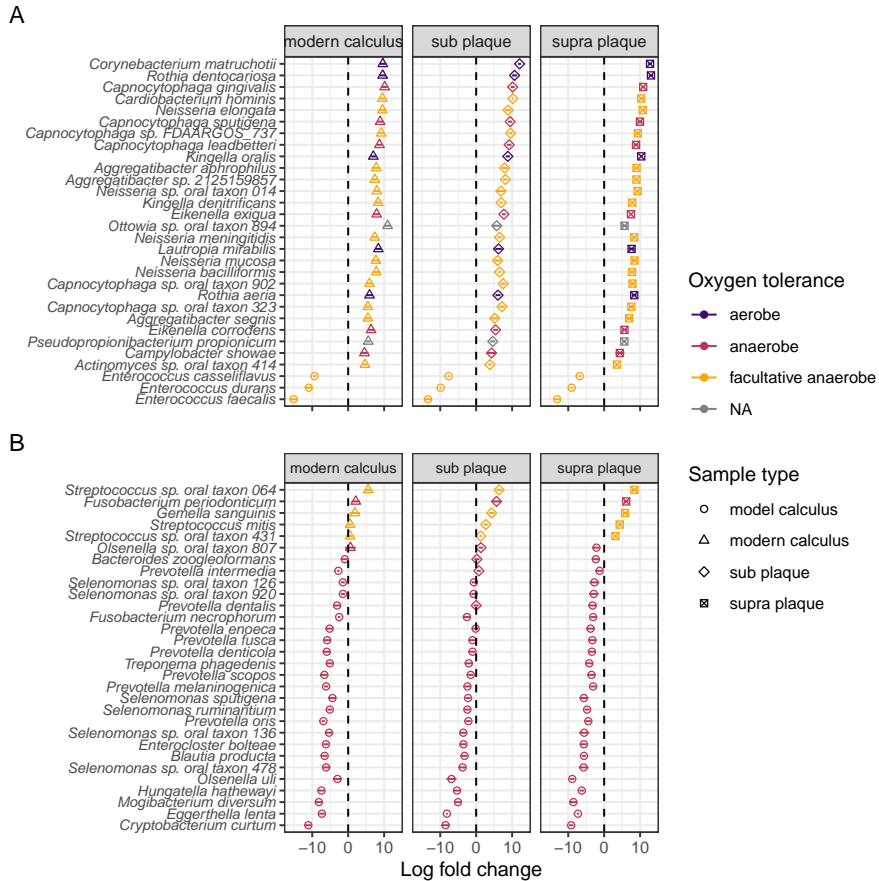 A
modern calculus sub plaque supra plaque
Corynebacterium matruchotii
Rothia dentocariosa
Capnocytophaga gingivalis
Cardiobacterium hominis
Neisseria elongata
Capnocytophaga sputigena
Capnocytophaga sp. FDAARGOS_737
Capnocytophaga leadbetteri
Kingella oralis
Aggregatibacter aphrophilus
Aggregatibacter sp. 2125159857
Neisseria sp. oral taxon 014
Kingella denitrificans
Eikenella exigua
Ottowia sp. oral taxon 894
Neisseria meningitidis
Lautropia mirabilis
Neisseria mucosa
Neisseria bacilliformis
Capnocytophaga sp. oral taxon 902
Rothia aeria
Capnocytophaga sp. oral taxon 323
Aggregatibacter segnis
Eikenella corrodens
Pseudopropionibacterium propionicum
Campylobacter showae
Actinomyces sp. oral taxon 414
Enterococcus casseliflavus
Enterococcus durans
Enterococcus faecalis
B
modern calculus sub plaque supra plaque
Streptococcus sp. oral taxon 064
Fusobacterium periodonticum
Gemella sanguinis
Streptococcus mitis
Streptococcus sp. oral taxon 431
Olsenella sp. oral taxon 807
Bacteroides zoogleoformans
Prevotella intermedia
Selenomonas sp. oral taxon 126
Selenomonas sp. oral taxon 920
Prevotella dentalis
Fusobacterium necrophorum
Prevotella enoeca
Prevotella fusca
Prevotella denticola
Treponema phagedenis
Prevotella scopos
Prevotella melaninogenica
Selenomonas sputigena
Selenomonas ruminantium
Prevotella oris
Selenomonas sp. oral taxon 136
Enterocloster bolteae
Blautia producta
Selenomonas sp. oral taxon 478
Olsenella uli
Hungatella hathewayi
Mogibacterium diversum
Eggerthella lenta
Cryptobacterium curtum
−10 0 10 −10 0 10 −10 0 10
Log fold change
Oxygen tolerance
aerobe
anaerobe
facultative anaerobe
NA
Sample type
model calculus
modern calculus
sub plaque
supra plaque